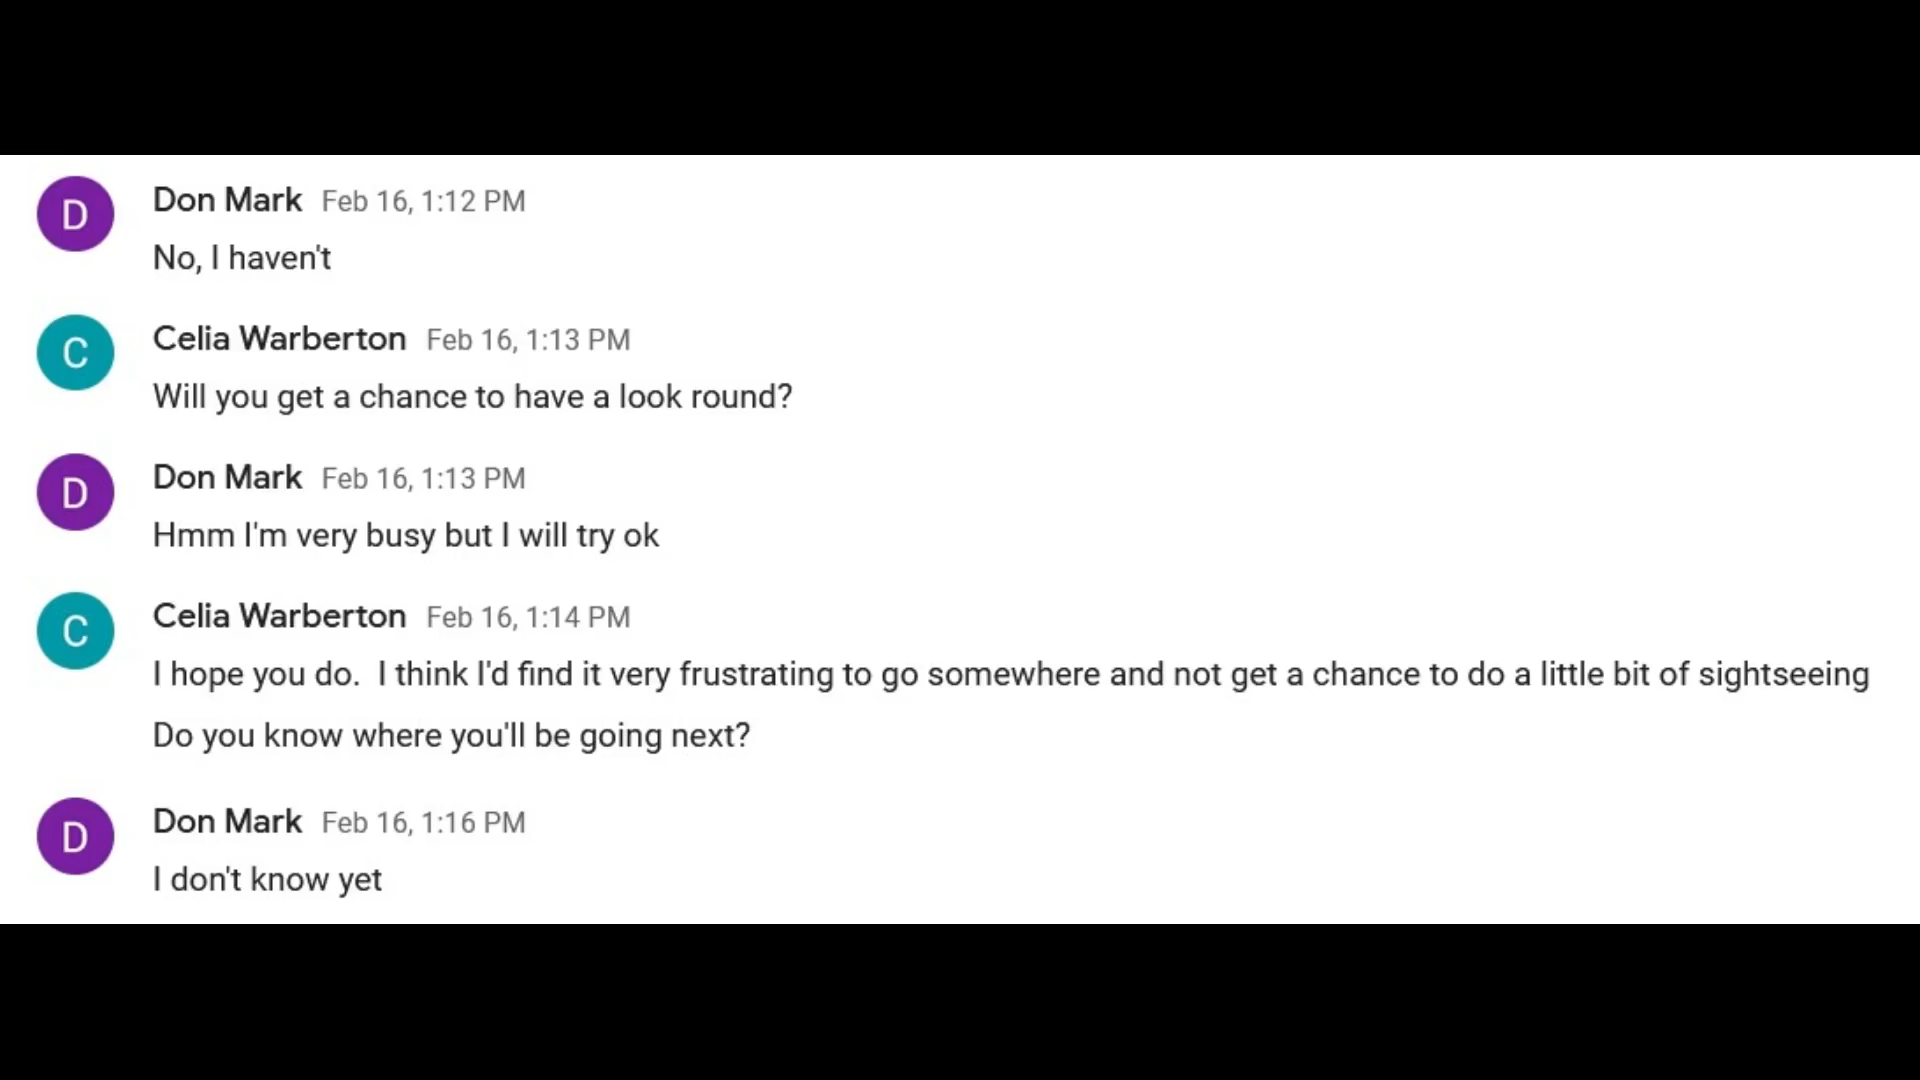 D
Don Mark Feb 16, 1:12 PM
No, I haven't
C
Celia Warberton Feb 16, 1:13 PM
Will you get a chance to have a look round?
D
Don Mark Feb 16, 1:13 PM
Hmm I'm very busy but I will try ok
C
Celia Warberton Feb 16, 1:14 PM
I hope you do.  I think I'd find it very frustrating to go somewhere and not get a chance to do a little bit of sightseeing
Do you know where you'll be going next?
D
Don Mark Feb 16, 1:16 PM
I don't know yet